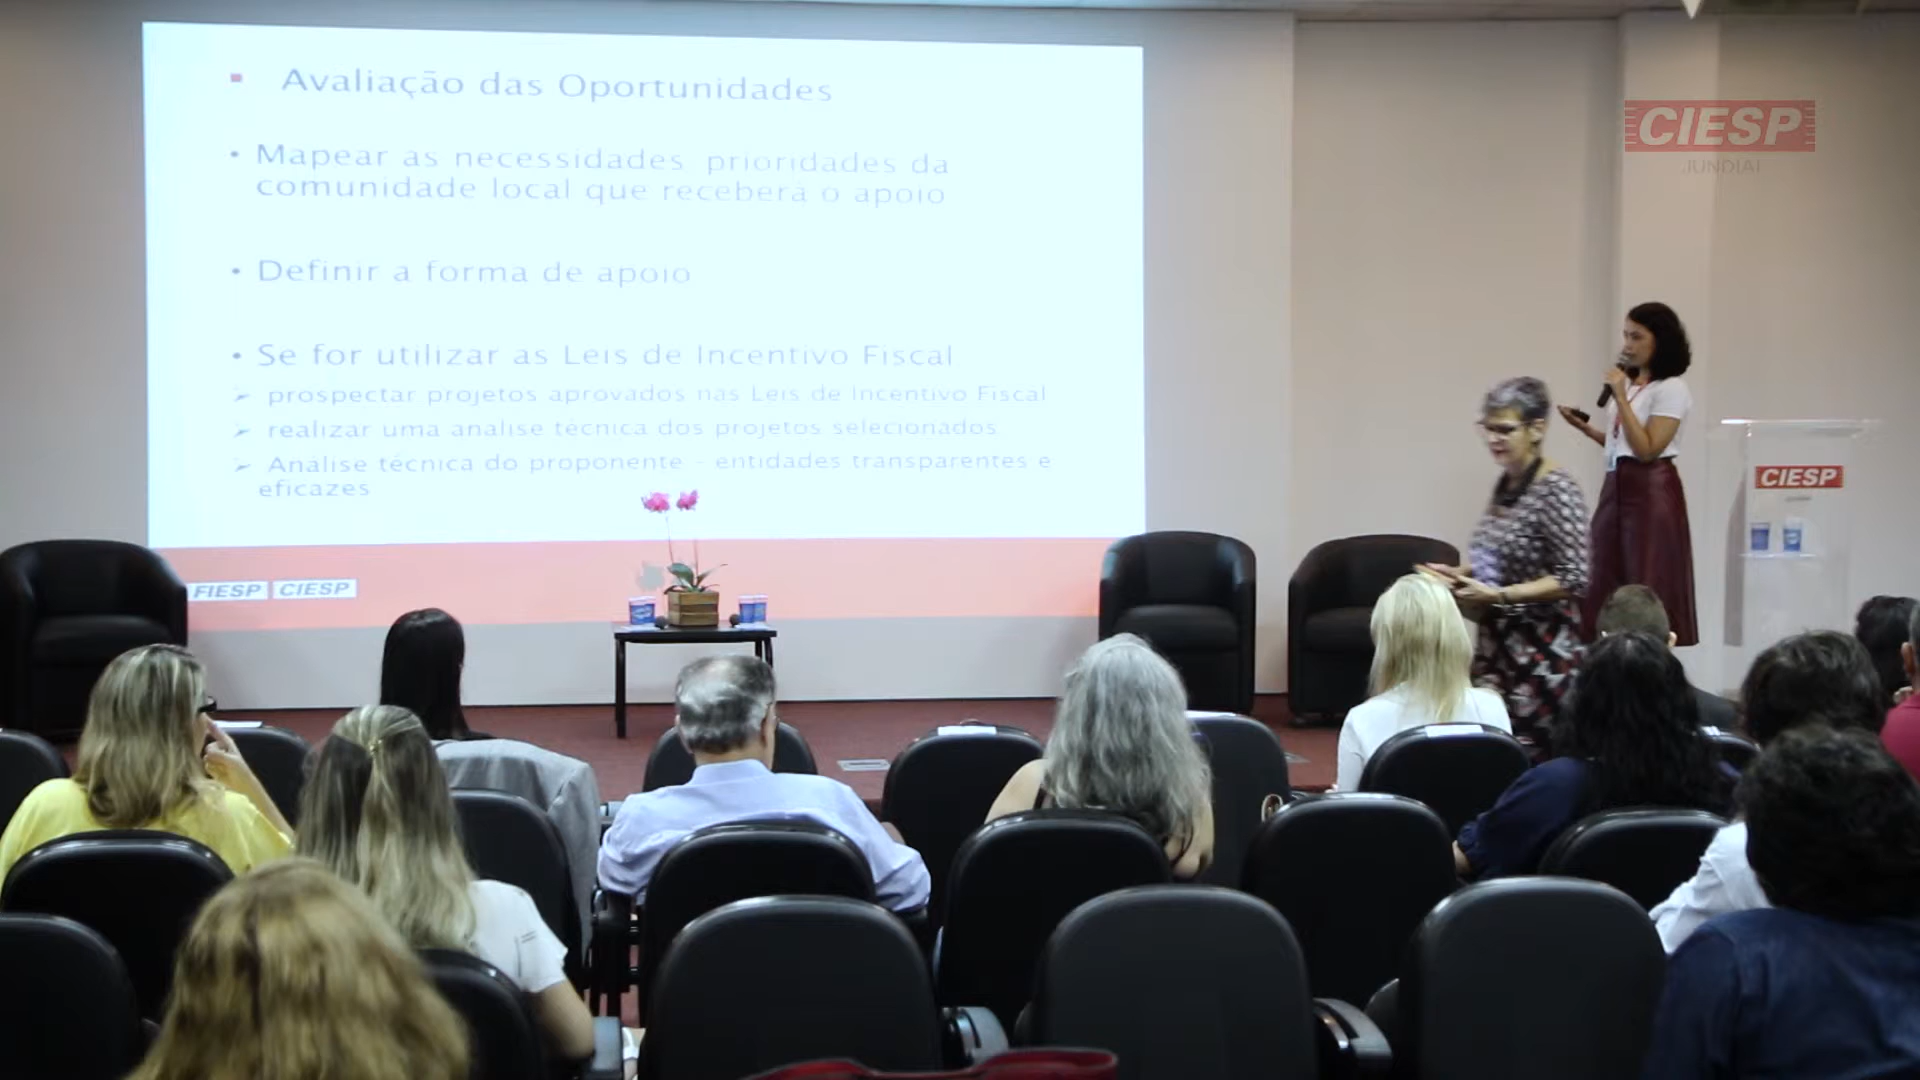 Avaliação das Oportunidades
Mapear as necessidades prioridades da
comunidade local que receberá o apoio
Definir a forma de apoio
Se for utilizar as Leis de Incentivo Fiscal
prospectar projetos aprovados nas Leis de Incentivo Fiscal
realizar uma análise técnica dos projetos selecionados
Análise técnica do proponente - entidades transparentes e
eficazes
FIESP CIESP
CIESP
JUNDIAÍ
CIESP